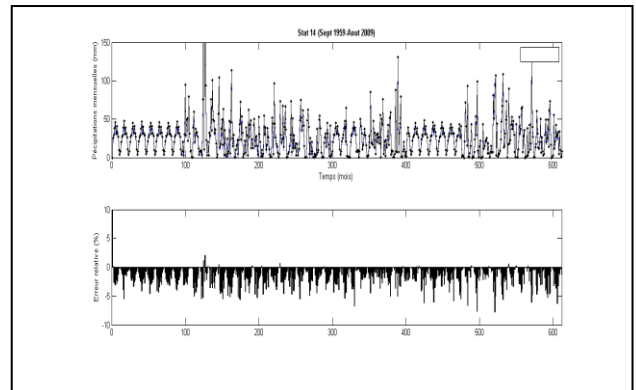 Stat 14 (Sept 1959-Aout 2009)
150
100
50
0
Pécipitations mensuelles (mm)
0 100 200 300 400 500 600
Temps (mois)
10
5
0
-5
-10
Erreur relative (%)
0 100 200 300 400 500 600